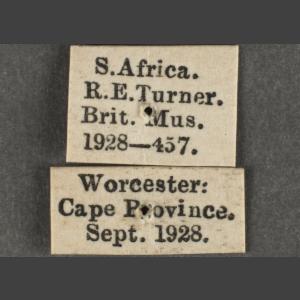 S.Africa.
R.E.Turner.
Brit. Mus.
1928—457.
Worcester:
Cape Province.
Sept. 1928.